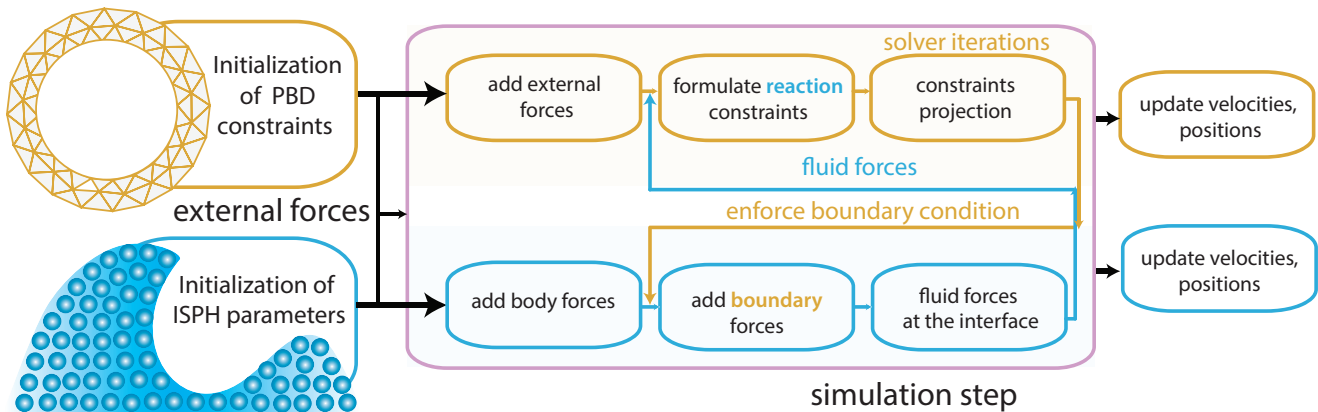 Initialization
of PBD
constraints
external forces
Initialization of
ISPH parameters
solver iterations
add external
forces
formulate reaction
constraints
constraints
projection
fluid forces
enforce boundary condition
add body forces
add boundary
forces
fluid forces
at the interface
simulation step
update velocities,
positions
update velocities,
positions